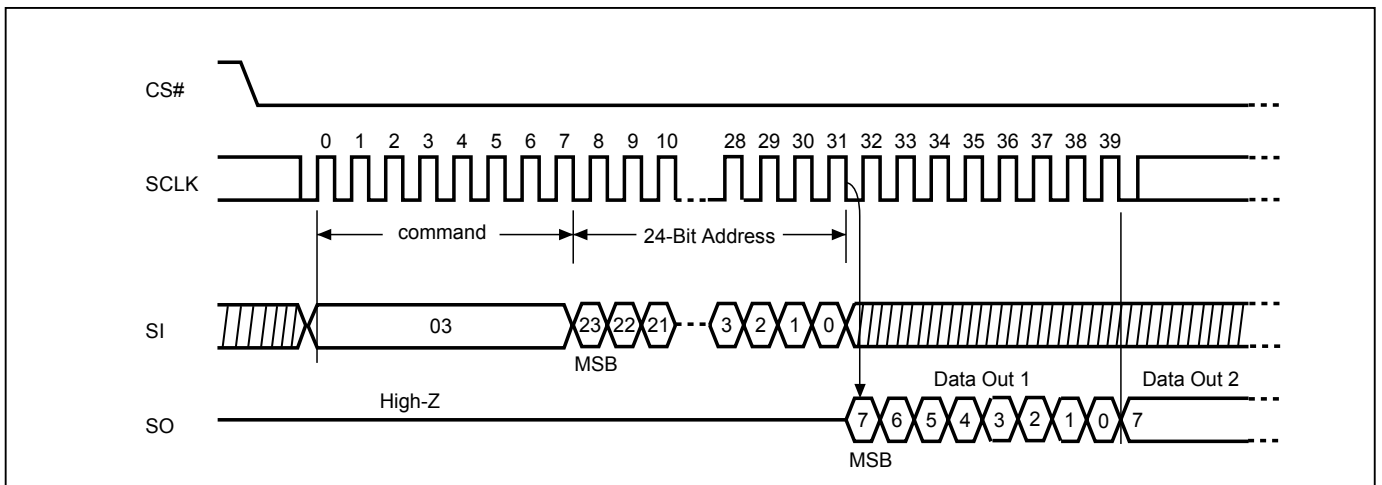 CS#
0 1 2 3 4 5 6 7 8 9 10 28 29 30 31 32 33 34 35 36 37 38 39
SCLK
command 24-Bit Address
SI 03 23 22 21 3 2 1 0
MSB
Data Out 1 Data Out 2
High-Z
SO 7 6 5 4 3 2 1 0 7
MSB